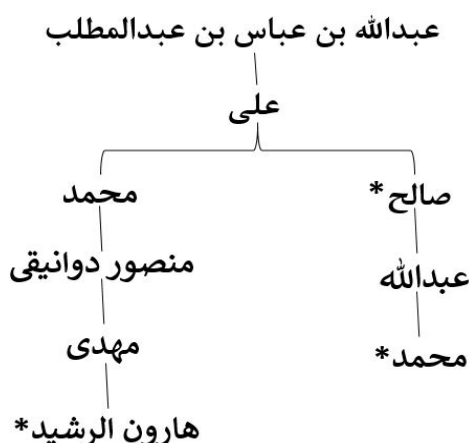 عبدالله بن عباس بن عبدالمطلب
علی
صالح*
محمد
عبدالله
منصور دوانیقی
محمد*
مهدی
هارون الرشید*